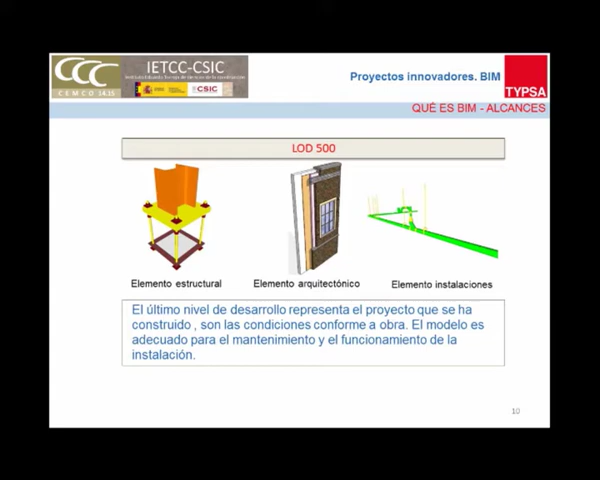 CCC
CEMCO 14.15
IETCC-CSIC
CSIC
Proyectos innovadores. BIM
TYPSA
QUÉ ES BIM - ALCANCES
LOD 500
Elemento estructural
Elemento arquitectónico
Elemento instalaciones
El último nivel de desarrollo representa el proyecto que se ha
construido , son las condiciones conforme a obra. El modelo es
adecuado para el mantenimiento y el funcionamiento de la
instalación.
10